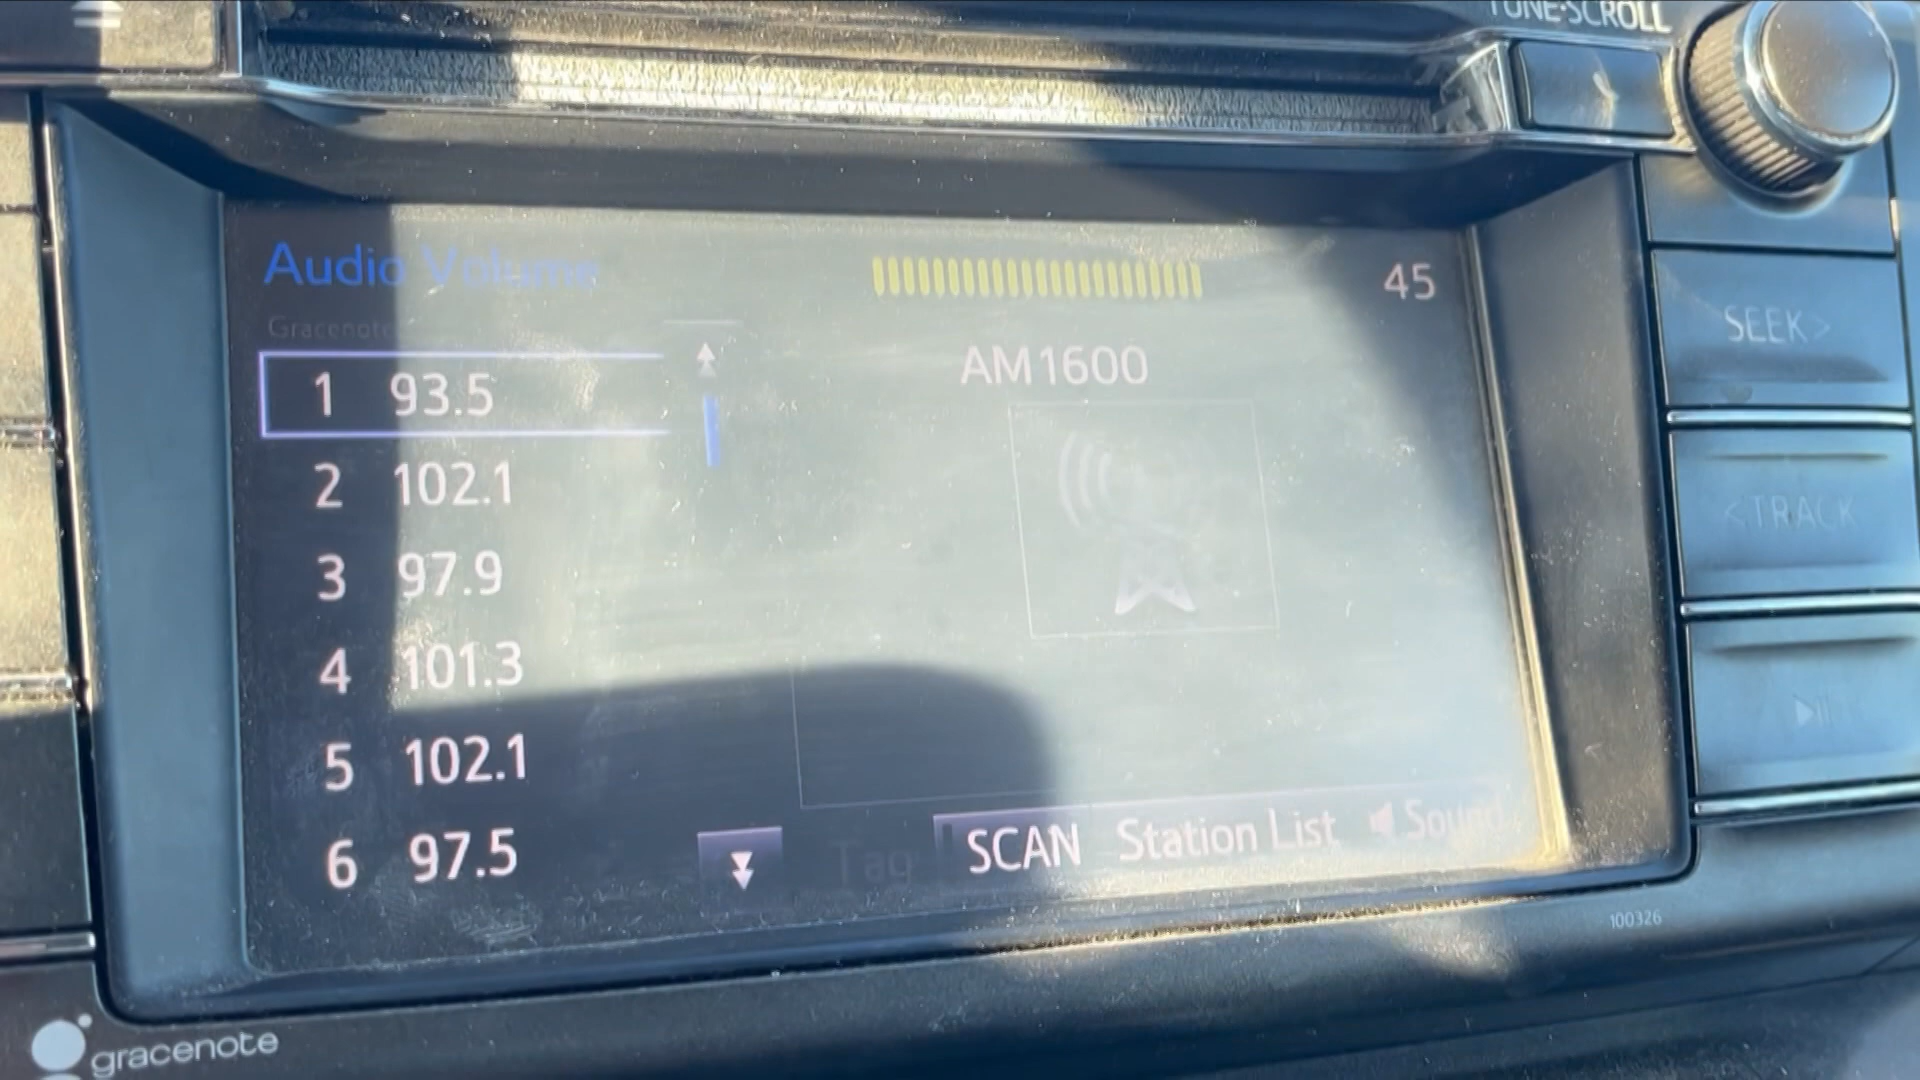 TUNE·SCROLL
Audio Volume 45
Gracenote
AM1600
1 93.5
2 102.1
3 97.9
4 101.3
5 102.1
6 97.5
Tag SCAN Station List Sound
SEEK>
<TRACK
100326
gracenote